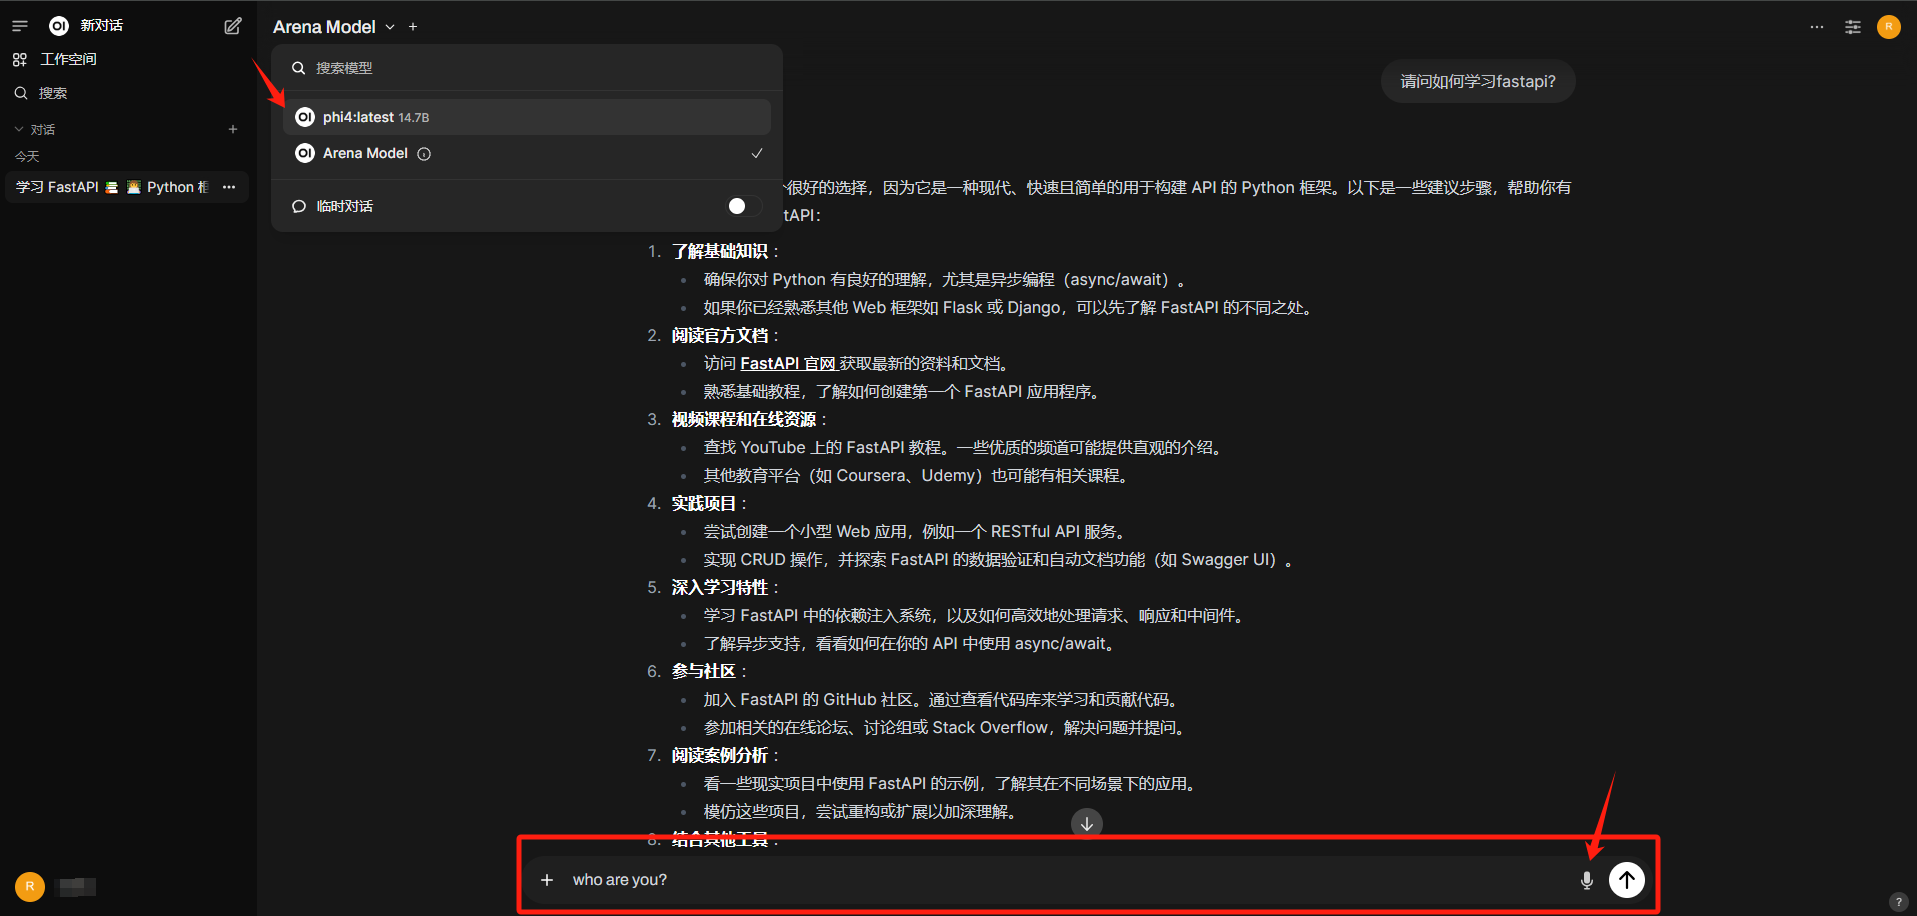 新对话
工作空间
搜索
对话
今天
学习 FastAPI 📚 👨‍💻 Python
Arena Model
搜索模型
phi4:latest 14.7B
Arena Model
临时对话
R
请问如何学习fastapi?
个很好的选择，因为它是一种现代、快速且简单的用于构建 API 的 Python 框架。以下是一些建议步骤，帮助你有
tAPI：
1. 了解基础知识：
确保你对 Python 有良好的理解，尤其是异步编程（async/await）。
如果你已经熟悉其他 Web 框架如 Flask 或 Django，可以先了解 FastAPI 的不同之处。
2. 阅读官方文档：
访问 FastAPI 官网 获取最新的资料和文档。
熟悉基础教程，了解如何创建第一个 FastAPI 应用程序。
3. 视频课程和在线资源：
查找 YouTube 上的 FastAPI 教程。一些优质的频道可能提供直观的介绍。
其他教育平台（如 Coursera、Udemy）也可能有相关课程。
4. 实践项目：
尝试创建一个小型 Web 应用，例如一个 RESTful API 服务。
实现 CRUD 操作，并探索 FastAPI 的数据验证和自动文档功能（如 Swagger UI）。
5. 深入学习特性：
学习 FastAPI 中的依赖注入系统，以及如何高效地处理请求、响应和中间件。
了解异步支持，看看如何在你的 API 中使用 async/await。
6. 参与社区：
加入 FastAPI 的 GitHub 社区。通过查看代码库来学习和贡献代码。
参加相关的在线论坛、讨论组或 Stack Overflow，解决问题并提问。
7. 阅读案例分析：
看一些现实项目中使用 FastAPI 的示例，了解其在不同场景下的应用。
模仿这些项目，尝试重构或扩展以加深理解。
8. 结合其他工具：
who are you?
R
?